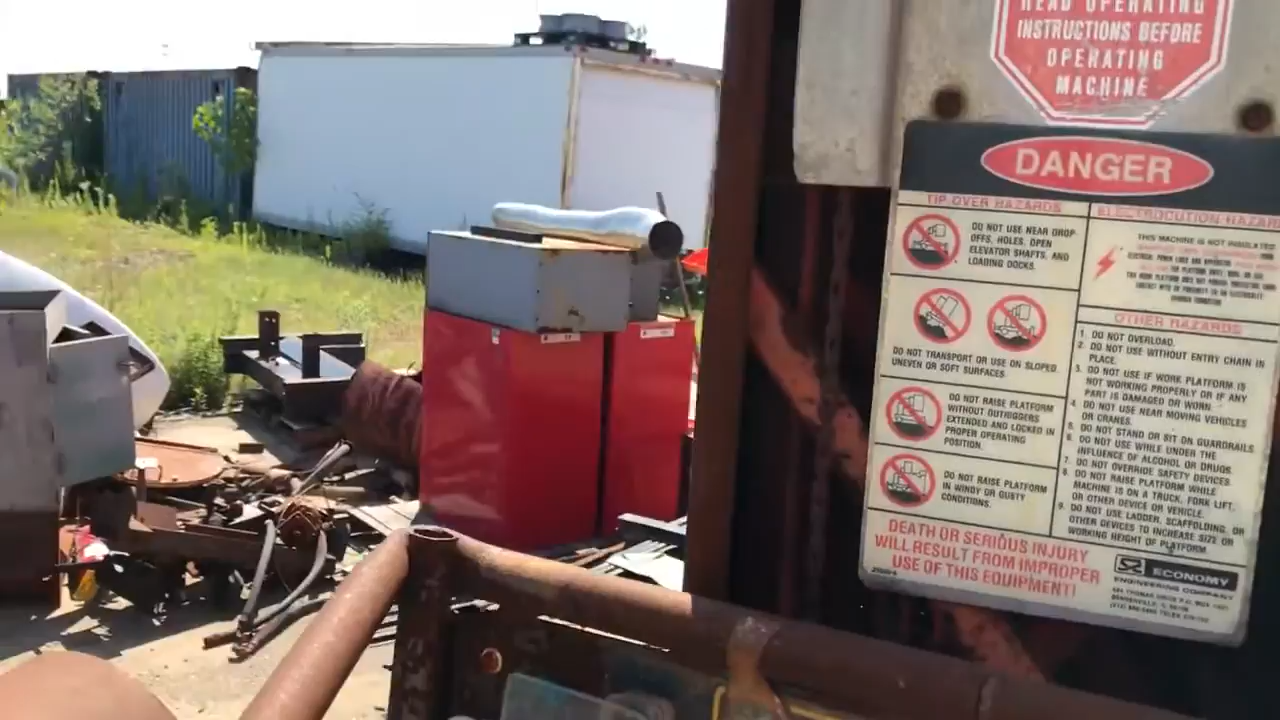 READ OPERATING
INSTRUCTIONS BEFORE
OPERATING
MACHINE
DANGER
TIP OVER HAZARDS
DO NOT USE NEAR DROP
OFFS, HOLES, OPEN
ELEVATOR SHAFTS, AND
LOADING DOCKS.
DO NOT TRANSPORT OR USE ON SLOPED,
UNEVEN OR SOFT SURFACES.
DO NOT RAISE PLATFORM
WITHOUT OUTRIGGERS
EXTENDED AND LOCKED IN
PROPER OPERATING
POSITION.
DO NOT RAISE PLATFORM
IN WINDY OR GUSTY
CONDITIONS.
ELECTROCUTION HAZARD
THIS MACHINE IS NOT INSULATED
OTHER HAZARDS
1. DO NOT OVERLOAD.
2. DO NOT USE WITHOUT ENTRY CHAIN IN
PLACE.
3. DO NOT USE IF WORK PLATFORM IS
NOT WORKING PROPERLY OR IF ANY
PART IS DAMAGED OR WORN.
4. DO NOT USE NEAR MOVING VEHICLES
OR CRANES.
5. DO NOT STAND OR SIT ON GUARDRAILS.
6. DO NOT USE WHILE UNDER THE
INFLUENCE OF ALCOHOL OR DRUGS.
7. DO NOT OVERRIDE SAFETY DEVICES.
8. DO NOT RAISE PLATFORM WHILE
MACHINE IS ON A TRUCK, FORK LIFT,
OR OTHER DEVICE OR VEHICLE.
9. DO NOT USE LADDER, SCAFFOLDING, OR
OTHER DEVICES TO INCREASE SIZE OR
WORKING HEIGHT OF PLATFORM.
DEATH OR SERIOUS INJURY
WILL RESULT FROM IMPROPER
USE OF THIS EQUIPMENT!
ECONOMY
ENGINEERING COMPANY